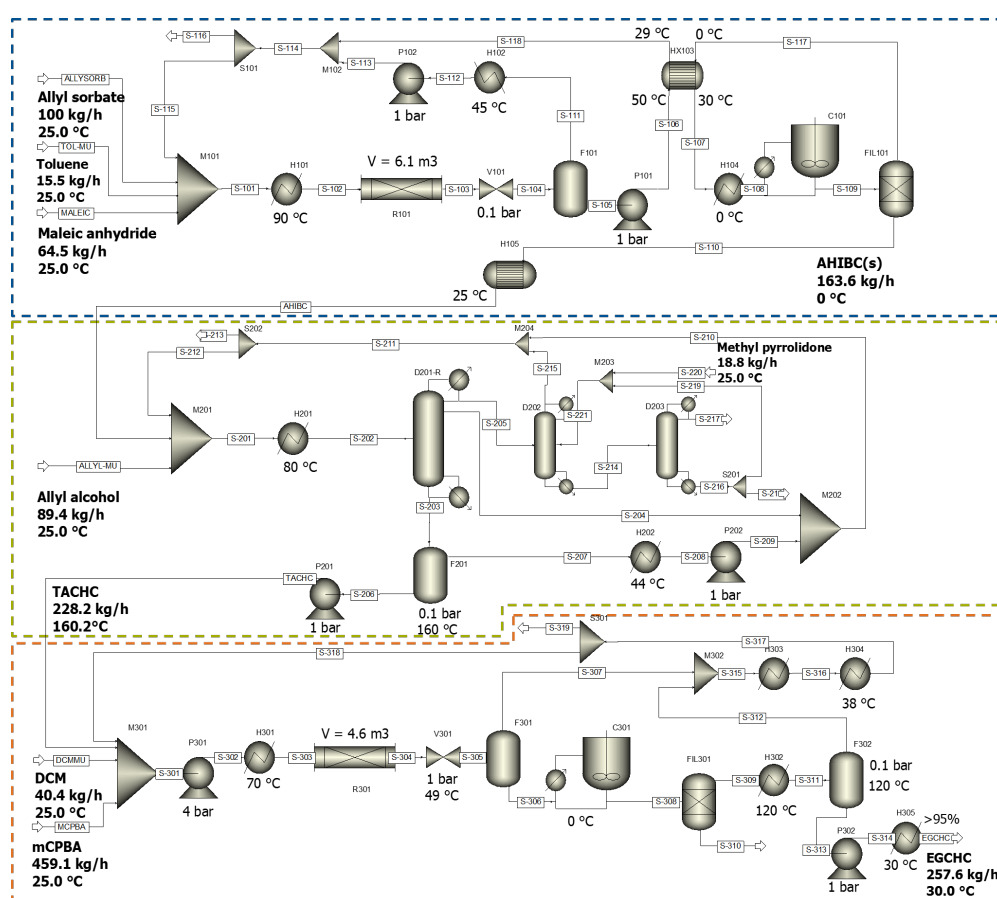 29 °C
0 °C
S-116
S-114
S-118
S-117
P102
H102
HX103
S101
M102
S-113
S-112
ALLYSORB
Allyl sorbate
100 kg/h
25.0 °C
S-115
1 bar
45 °C
S-111
50 °C
30 °C
S-106
C101
TOL-MU
Toluene
15.5 kg/h
25.0 °C
M101
H101
V = 6.1 m3
V101
F101
S-107
H104
FIL101
P101
S-101
S-102
S-103
S-104
S-108
S-109
MALEIC
Maleic anhydride
64.5 kg/h
25.0 °C
90 °C
R101
0.1 bar
S-105
1 bar
0 °C
S-110
H105
25 °C
AHIBC(s)
163.6 kg/h
0 °C
AHIBC
S202
M204
S-210
S-212
S-211
Methyl pyrrolidone
18.8 kg/h
25.0 °C
S-215
M203
S-220
S-219
D201-R
D202
D203
S-205
S-221
S-217
M201
H201
S-201
S-202
S-214
S201
S-216
ALLYL-MU
80 °C
Allyl alcohol
89.4 kg/h
25.0 °C
S-203
S-204
M202
F201
S-207
H202
S-208
P202
S-209
44 °C
1 bar
TACHC
P201
S-206
TACHC
228.2 kg/h
160.2°C
1 bar
0.1 bar
160 °C
S-319
S301
S-318
S-317
S-307
M302
H303
H304
S-315
S-316
38 °C
M301
P301
H301
V = 4.6 m3
V301
F301
C301
S-312
F302
0.1 bar
120 °C
DCMMU
S-301
S-302
S-303
S-304
S-305
FIL301
H302
DCM
40.4 kg/h
25.0 °C
4 bar
70 °C
R301
1 bar
49 °C
S-306
0 °C
S-308
S-309
S-311
120 °C
MCPBA
mCPBA
459.1 kg/h
25.0 °C
S-310
P302
S-313
S-314
H305
>95%
EGCHC
1 bar
30 °C
EGCHC
257.6 kg/h
30.0 °C